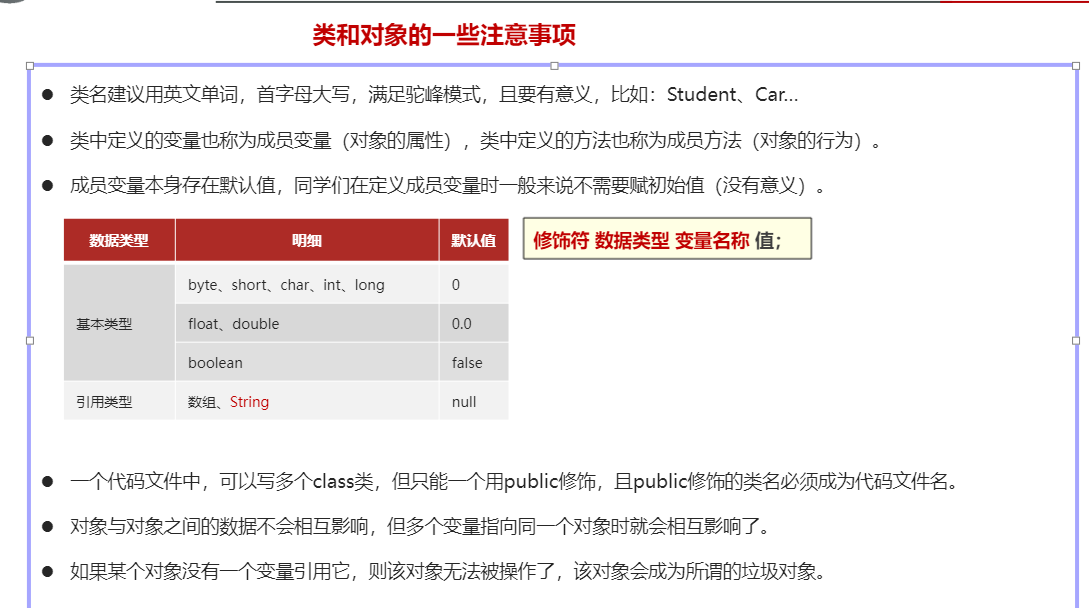 类和对象的一些注意事项
● 类名建议用英文单词，首字母大写，满足驼峰模式，且要有意义，比如：Student、Car...
● 类中定义的变量也称为成员变量（对象的属性），类中定义的方法也称为成员方法（对象的行为）。
● 成员变量本身存在默认值，同学们在定义成员变量时一般来说不需要赋初始值（没有意义）。
数据类型 明细 默认值
修饰符 数据类型 变量名称 值;
byte、short、char、int、long 0
基本类型 float、double 0.0
boolean false
引用类型 数组、String null
● 一个代码文件中，可以写多个class类，但只能一个用public修饰，且public修饰的类名必须成为代码文件名。
● 对象与对象之间的数据不会相互影响，但多个变量指向同一个对象时就会相互影响了。
● 如果某个对象没有一个变量引用它，则该对象无法被操作了，该对象会成为所谓的垃圾对象。